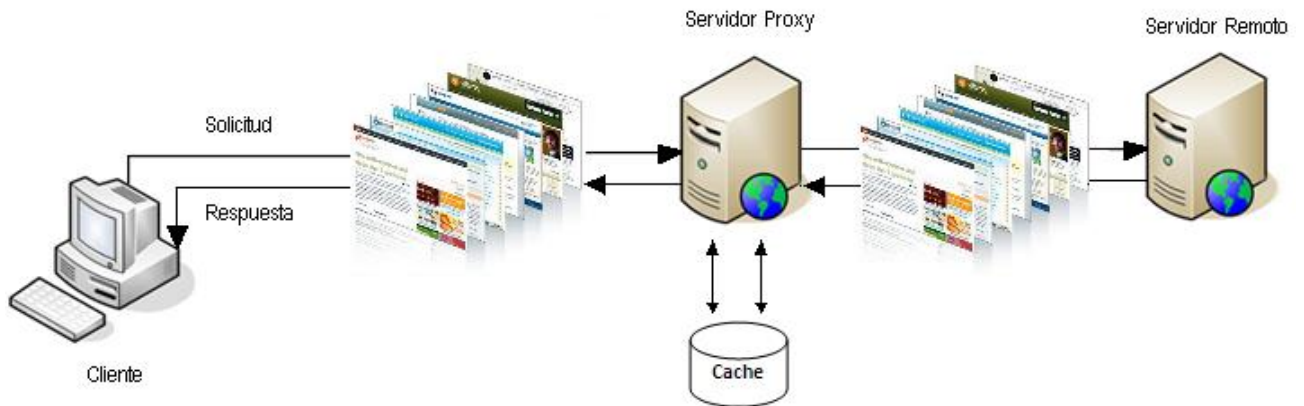 Servidor Proxy
Servidor Remoto
Solicitud
Respuesta
Cliente
Cache